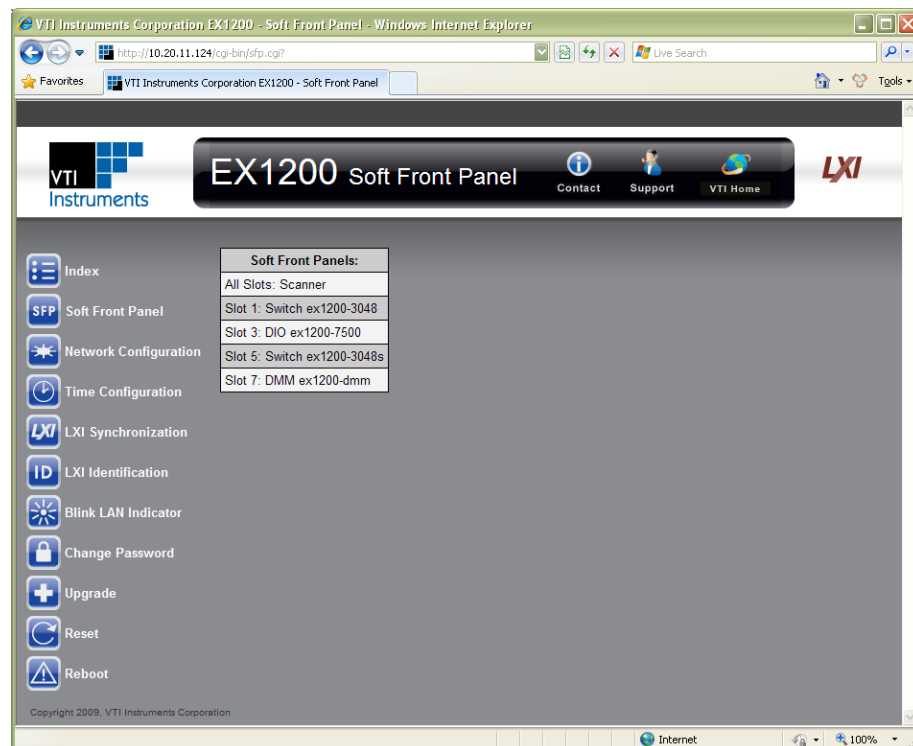 VTI Instruments Corporation EX1200 - Soft Front Panel - Windows Internet Explorer
http://10.20.11.124/cgi-bin/sfp.cgi?
Live Search
Favorites
VTI Instruments Corporation EX1200 - Soft Front Panel
Tools
VTI
Instruments
EX1200 Soft Front Panel
Contact
Support
VTI Home
LXI
Soft Front Panels:
All Slots: Scanner
Slot 1: Switch ex1200-3048
Slot 3: DIO ex1200-7500
Slot 5: Switch ex1200-3048s
Slot 7: DMM ex1200-dmm
Index
SFP Soft Front Panel
Network Configuration
Time Configuration
LXI LXI Synchronization
ID LXI Identification
Blink LAN Indicator
Change Password
Upgrade
Reset
Reboot
Copyright 2009, VTI Instruments Corporation
Internet
100%